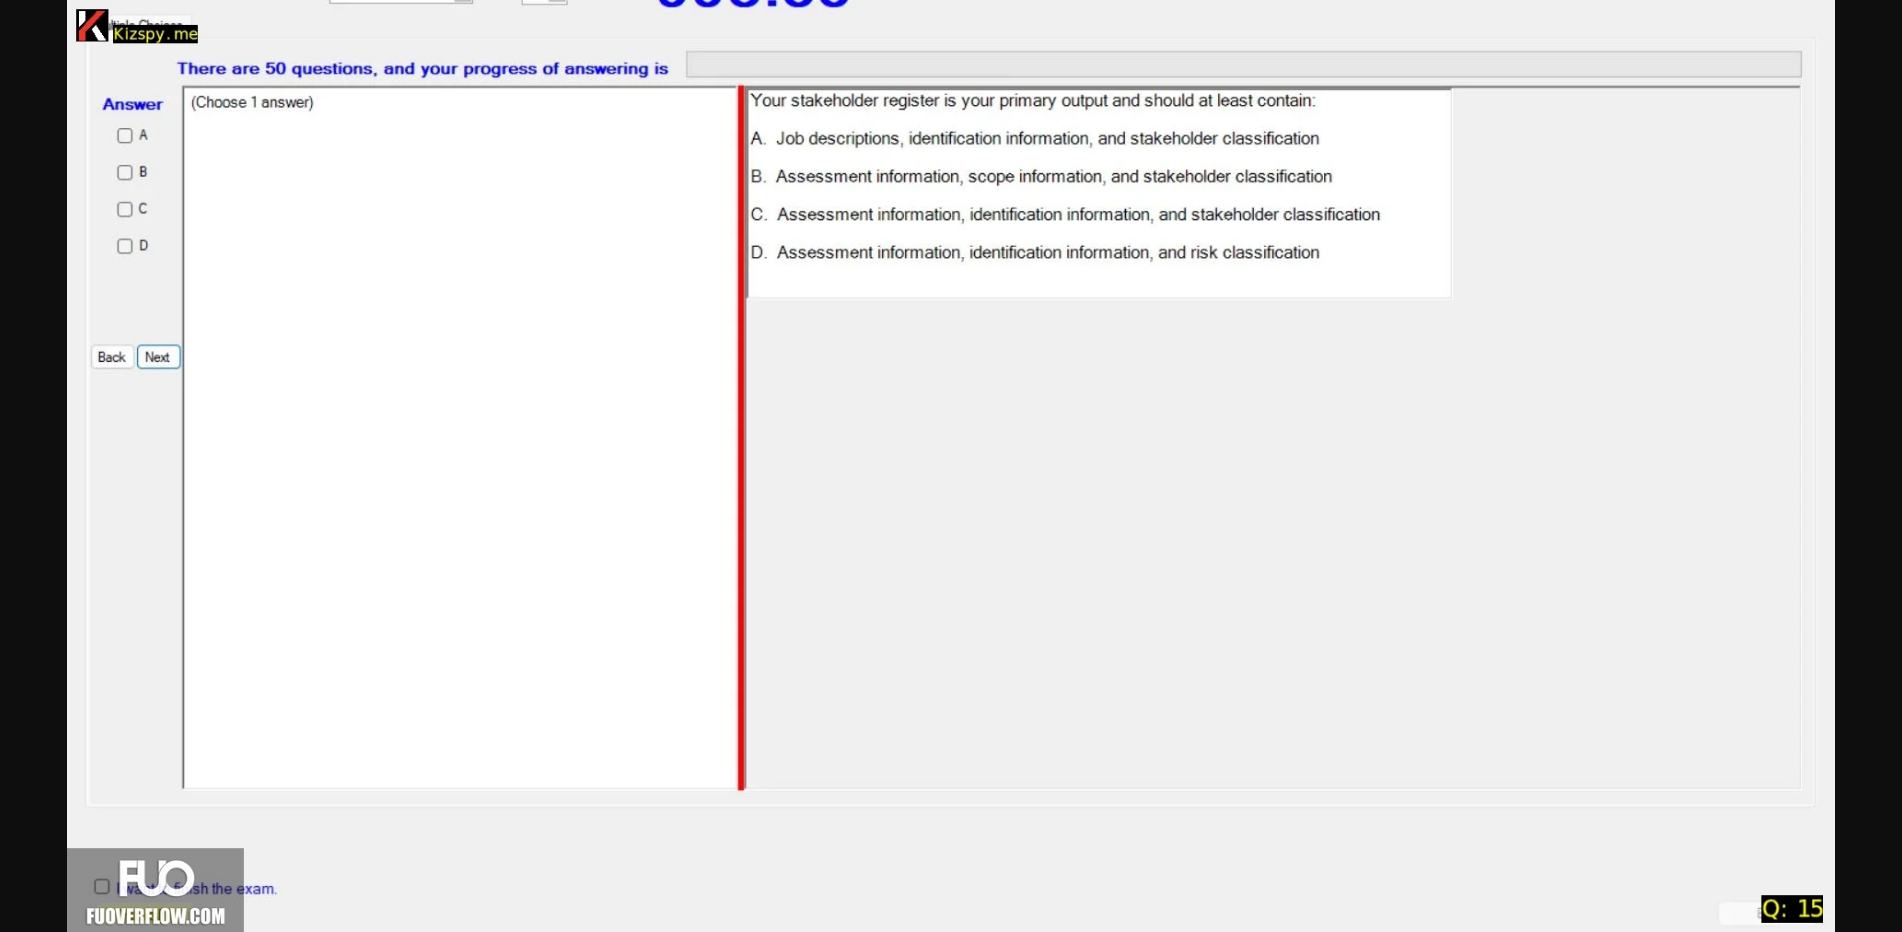 Kizspy.me
There are 50 questions, and your progress of answering is
Answer
(Choose 1 answer)
A
B
C
D
Back Next
Your stakeholder register is your primary output and should at least contain:
A. Job descriptions, identification information, and stakeholder classification
B. Assessment information, scope information, and stakeholder classification
C. Assessment information, identification information, and stakeholder classification
D. Assessment information, identification information, and risk classification
FUO
the exam.
FUOVERFLOW.COM
Q: 15